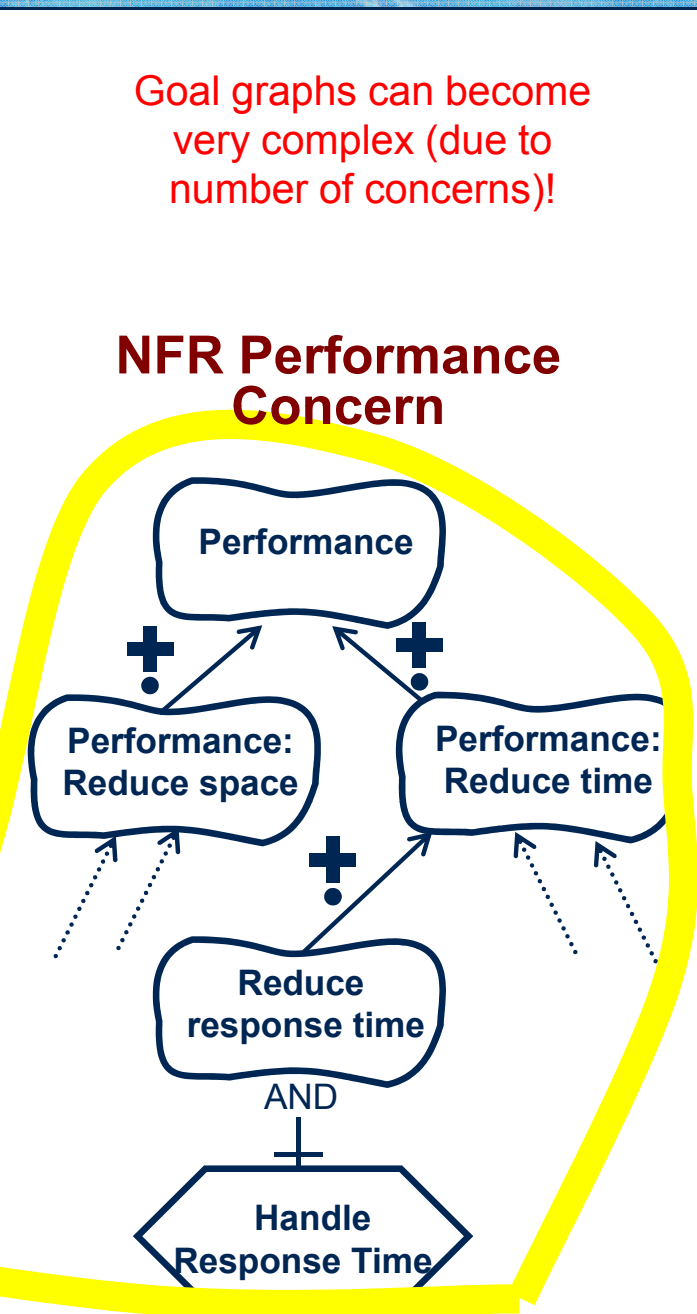 Goal graphs can become
very complex (due to
number of concerns)!
NFR Performance
Concern
Performance
Performance:
Reduce space
Performance:
Reduce time
Reduce
response time
AND
Handle
Response Time